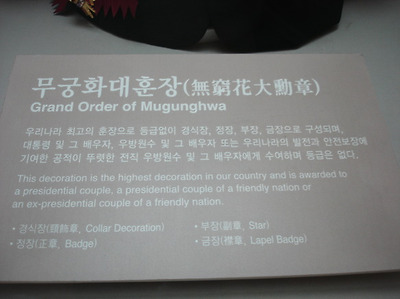 무궁화대훈장(無窮花大勳章)
Grand Order of Mugunghwa
우리나라 최고의 훈장으로 등급없이 경식장, 정장, 부장, 금장으로 구성되며,
대통령 및 그 배우자, 우방원수 및 그 배우자 또는 우리나라의 발전과 안전보장에
기여한 공적이 뚜렷한 전직 우방원수 및 그 배우자에게 수여하며 등급은 없다.
This decoration is the highest decoration in our country and is awarded to
a presidential couple, a presidential couple of a friendly nation or
an ex-presidential couple of a friendly nation.
• 경식장(頸飾章, Collar Decoration) • 부장(副章, Star)
• 정장(正章, Badge) • 금장(襟章, Lapel Badge)